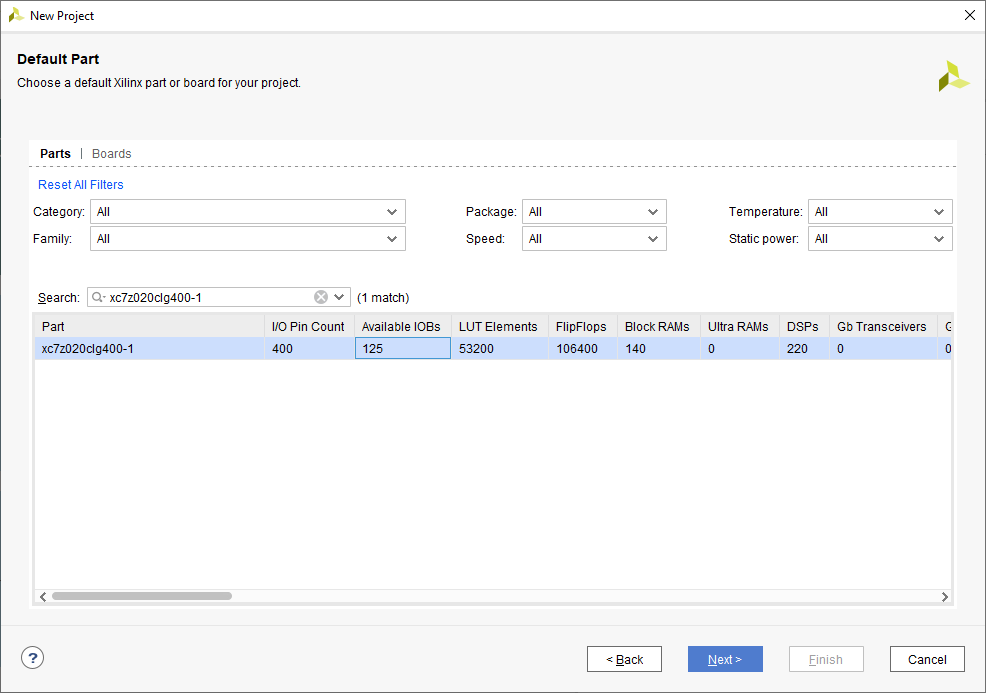 New Project
Default Part
Choose a default Xilinx part or board for your project.
Parts | Boards
Reset All Filters
Category: All Package: All Temperature: All
Family: All Speed: All Static power: All
Search: xc7z020clg400-1 (1 match)
Part I/O Pin Count Available IOBs LUT Elements FlipFlops Block RAMs Ultra RAMs DSPs Gb Transceivers G
xc7z020clg400-1 400 125 53200 106400 140 0 220 0 0
? < Back Next > Finish Cancel